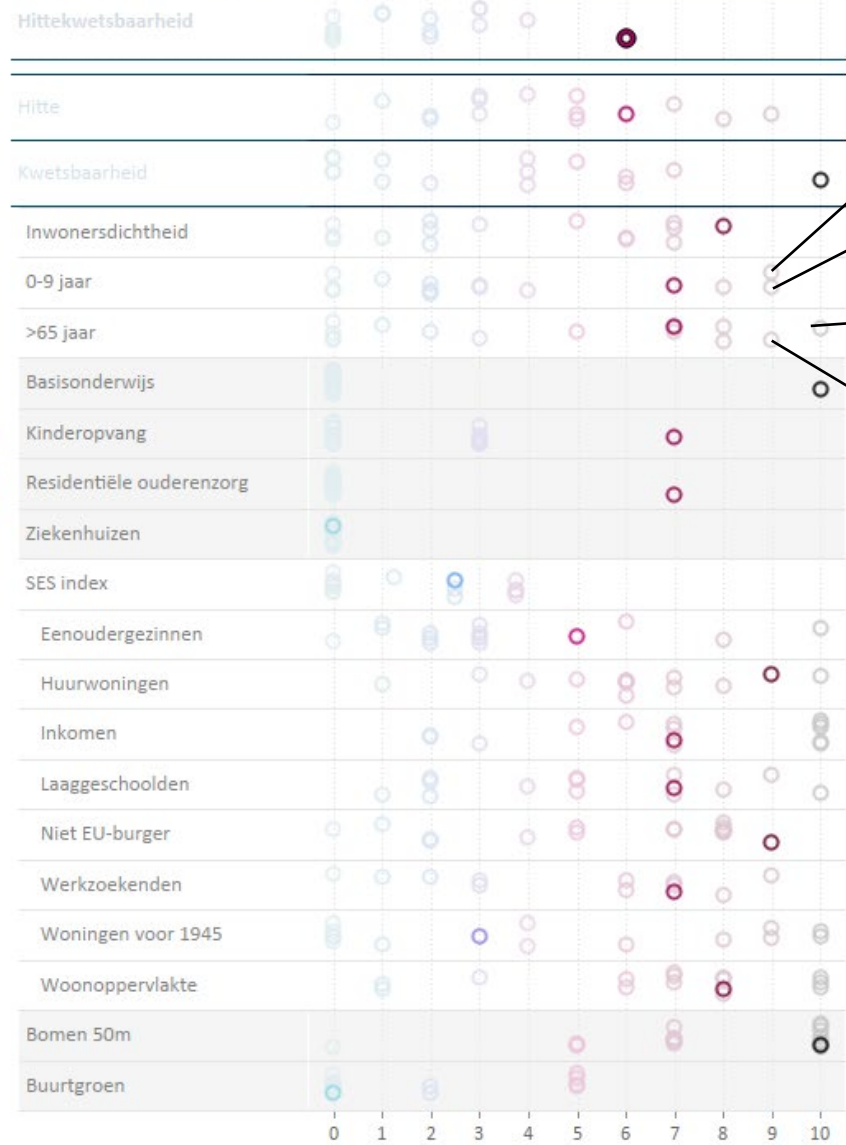 Hittekwetsbaarheid
Hitte
Kwetsbaarheid
Inwonersdichtheid
0-9 jaar
>65 jaar
Basisonderwijs
Kinderopvang
Residentiële ouderenzorg
Ziekenhuizen
SES index
Eenoudergezinnen
Huurwoningen
Inkomen
Laaggeschoolden
Niet EU-burger
Werkzoekenden
Woningen voor 1945
Woonoppervlakte
Bomen 50m
Buurtgroen
0 1 2 3 4 5 6 7 8 9 10